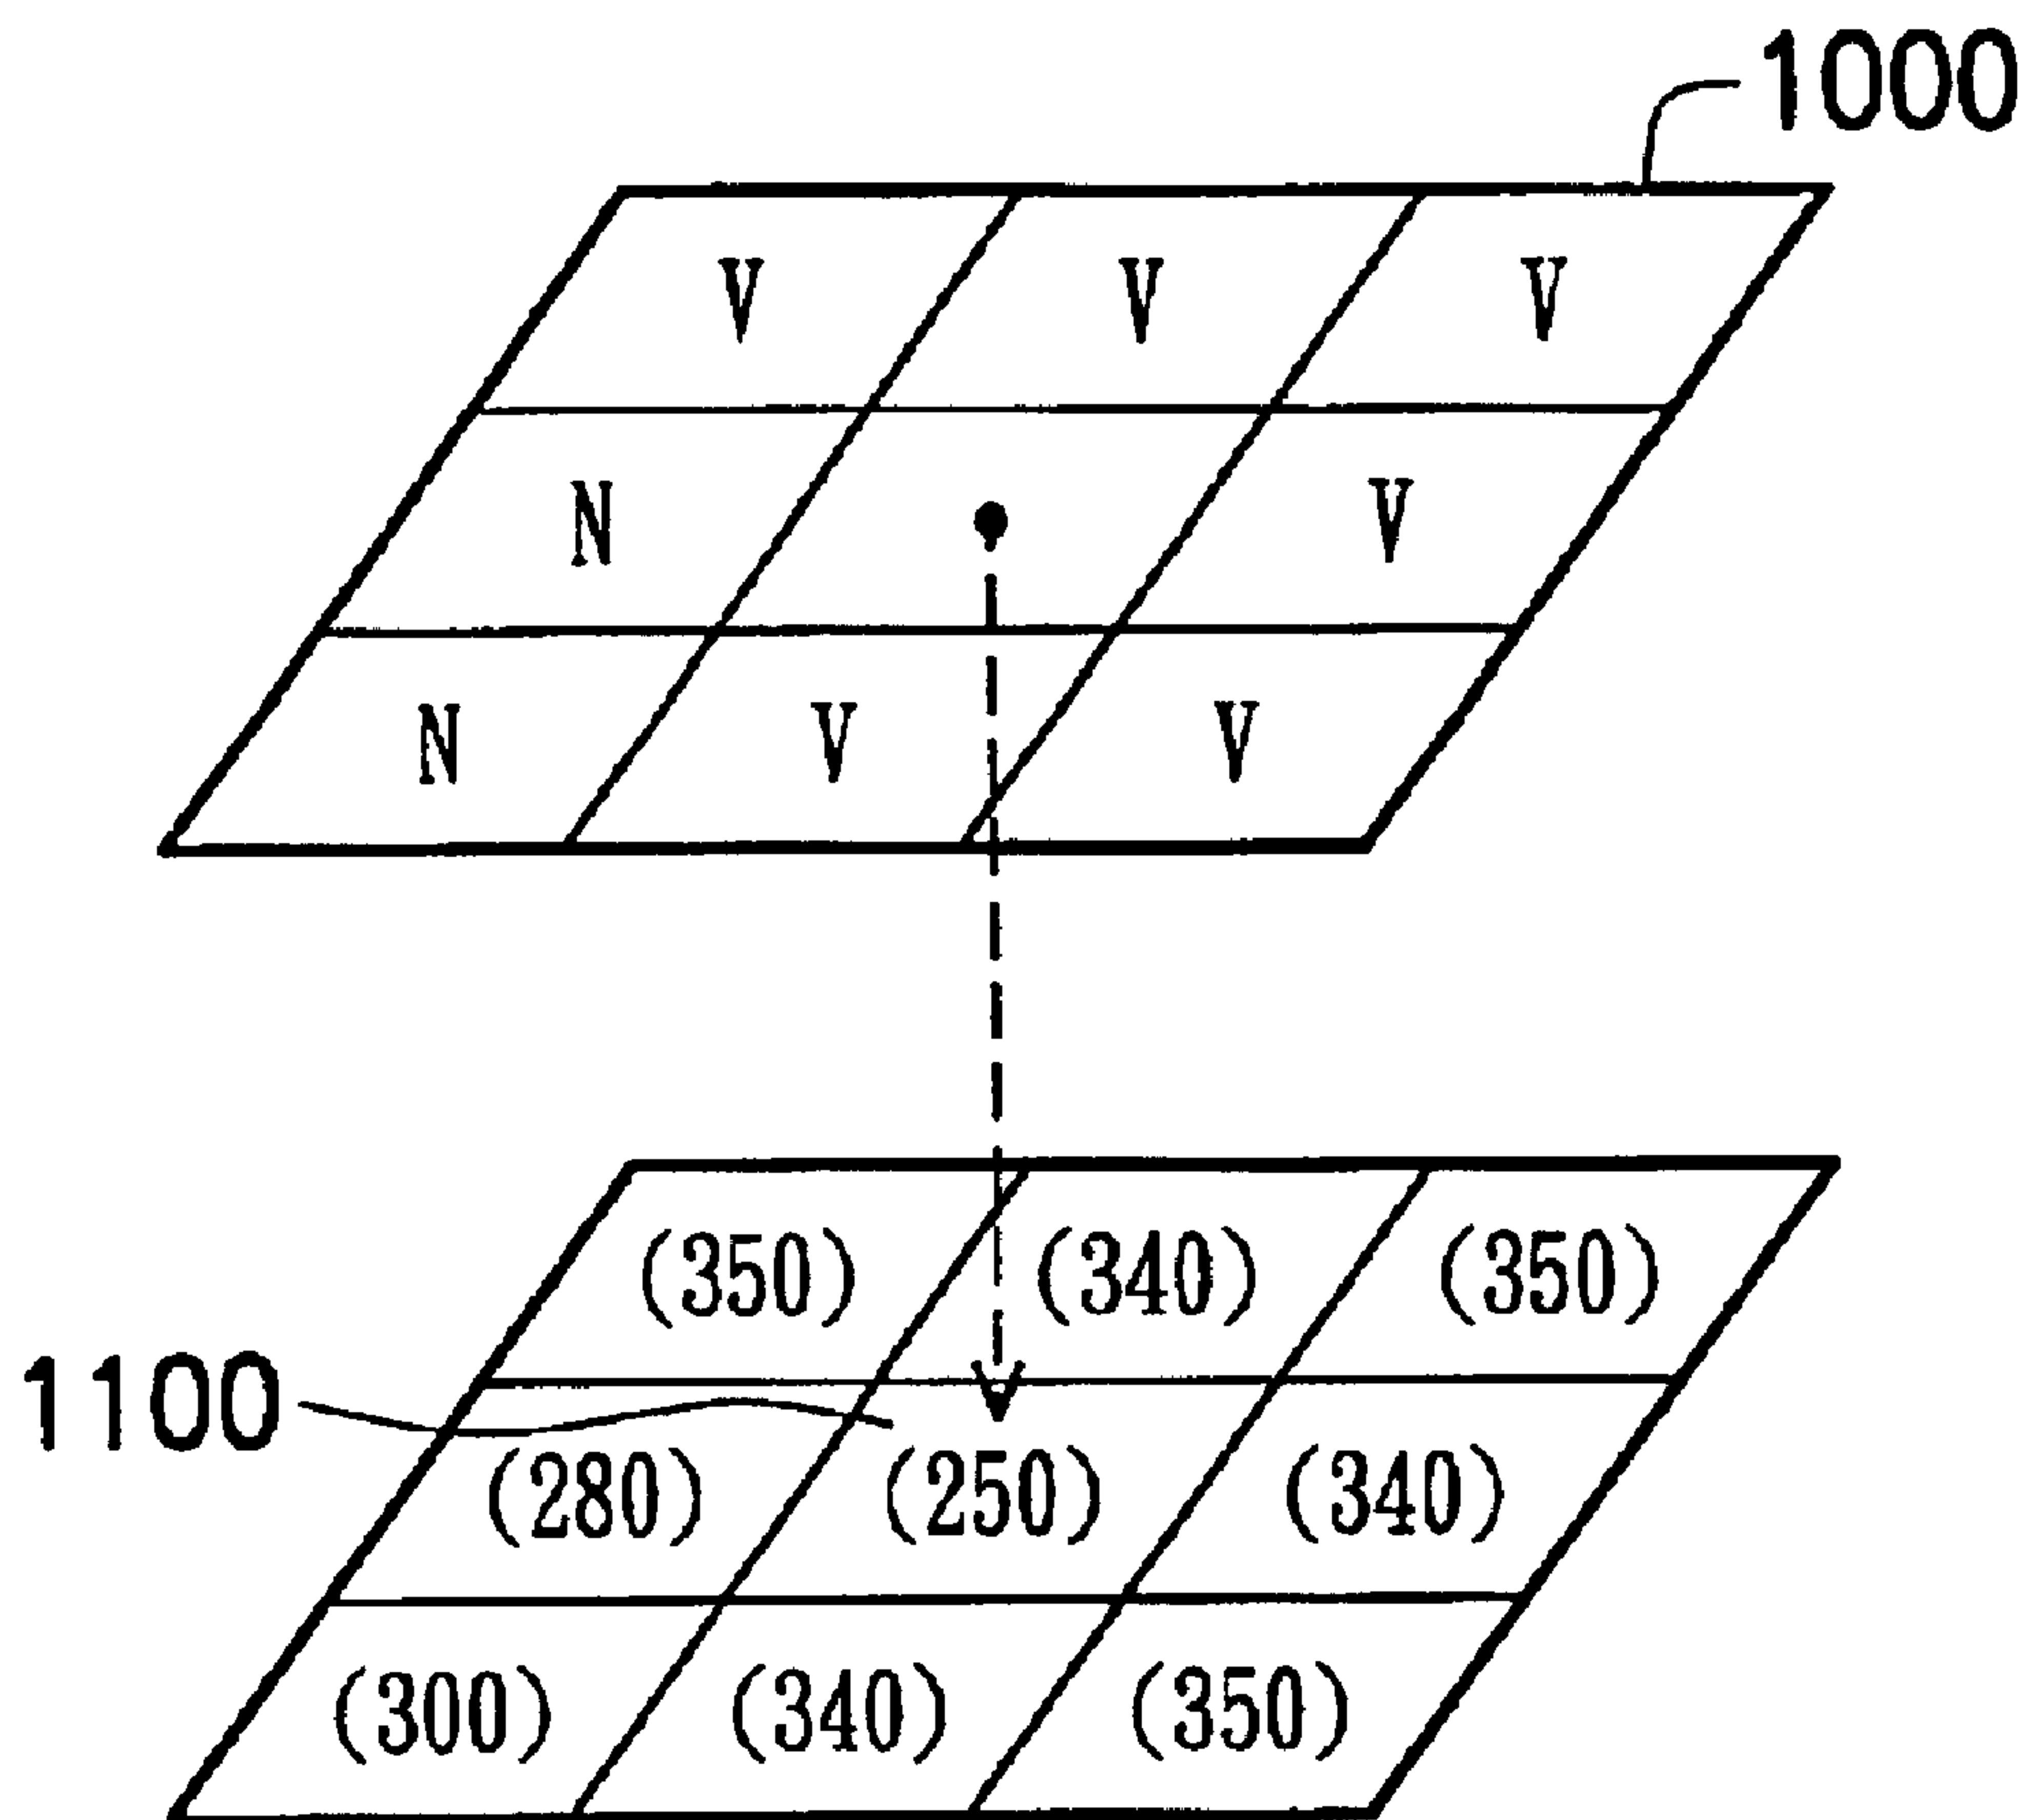 1000
V V V
N V
N V V
(350) (340) (350)
1100
(280) (250) (340)
(300) (340) (350)